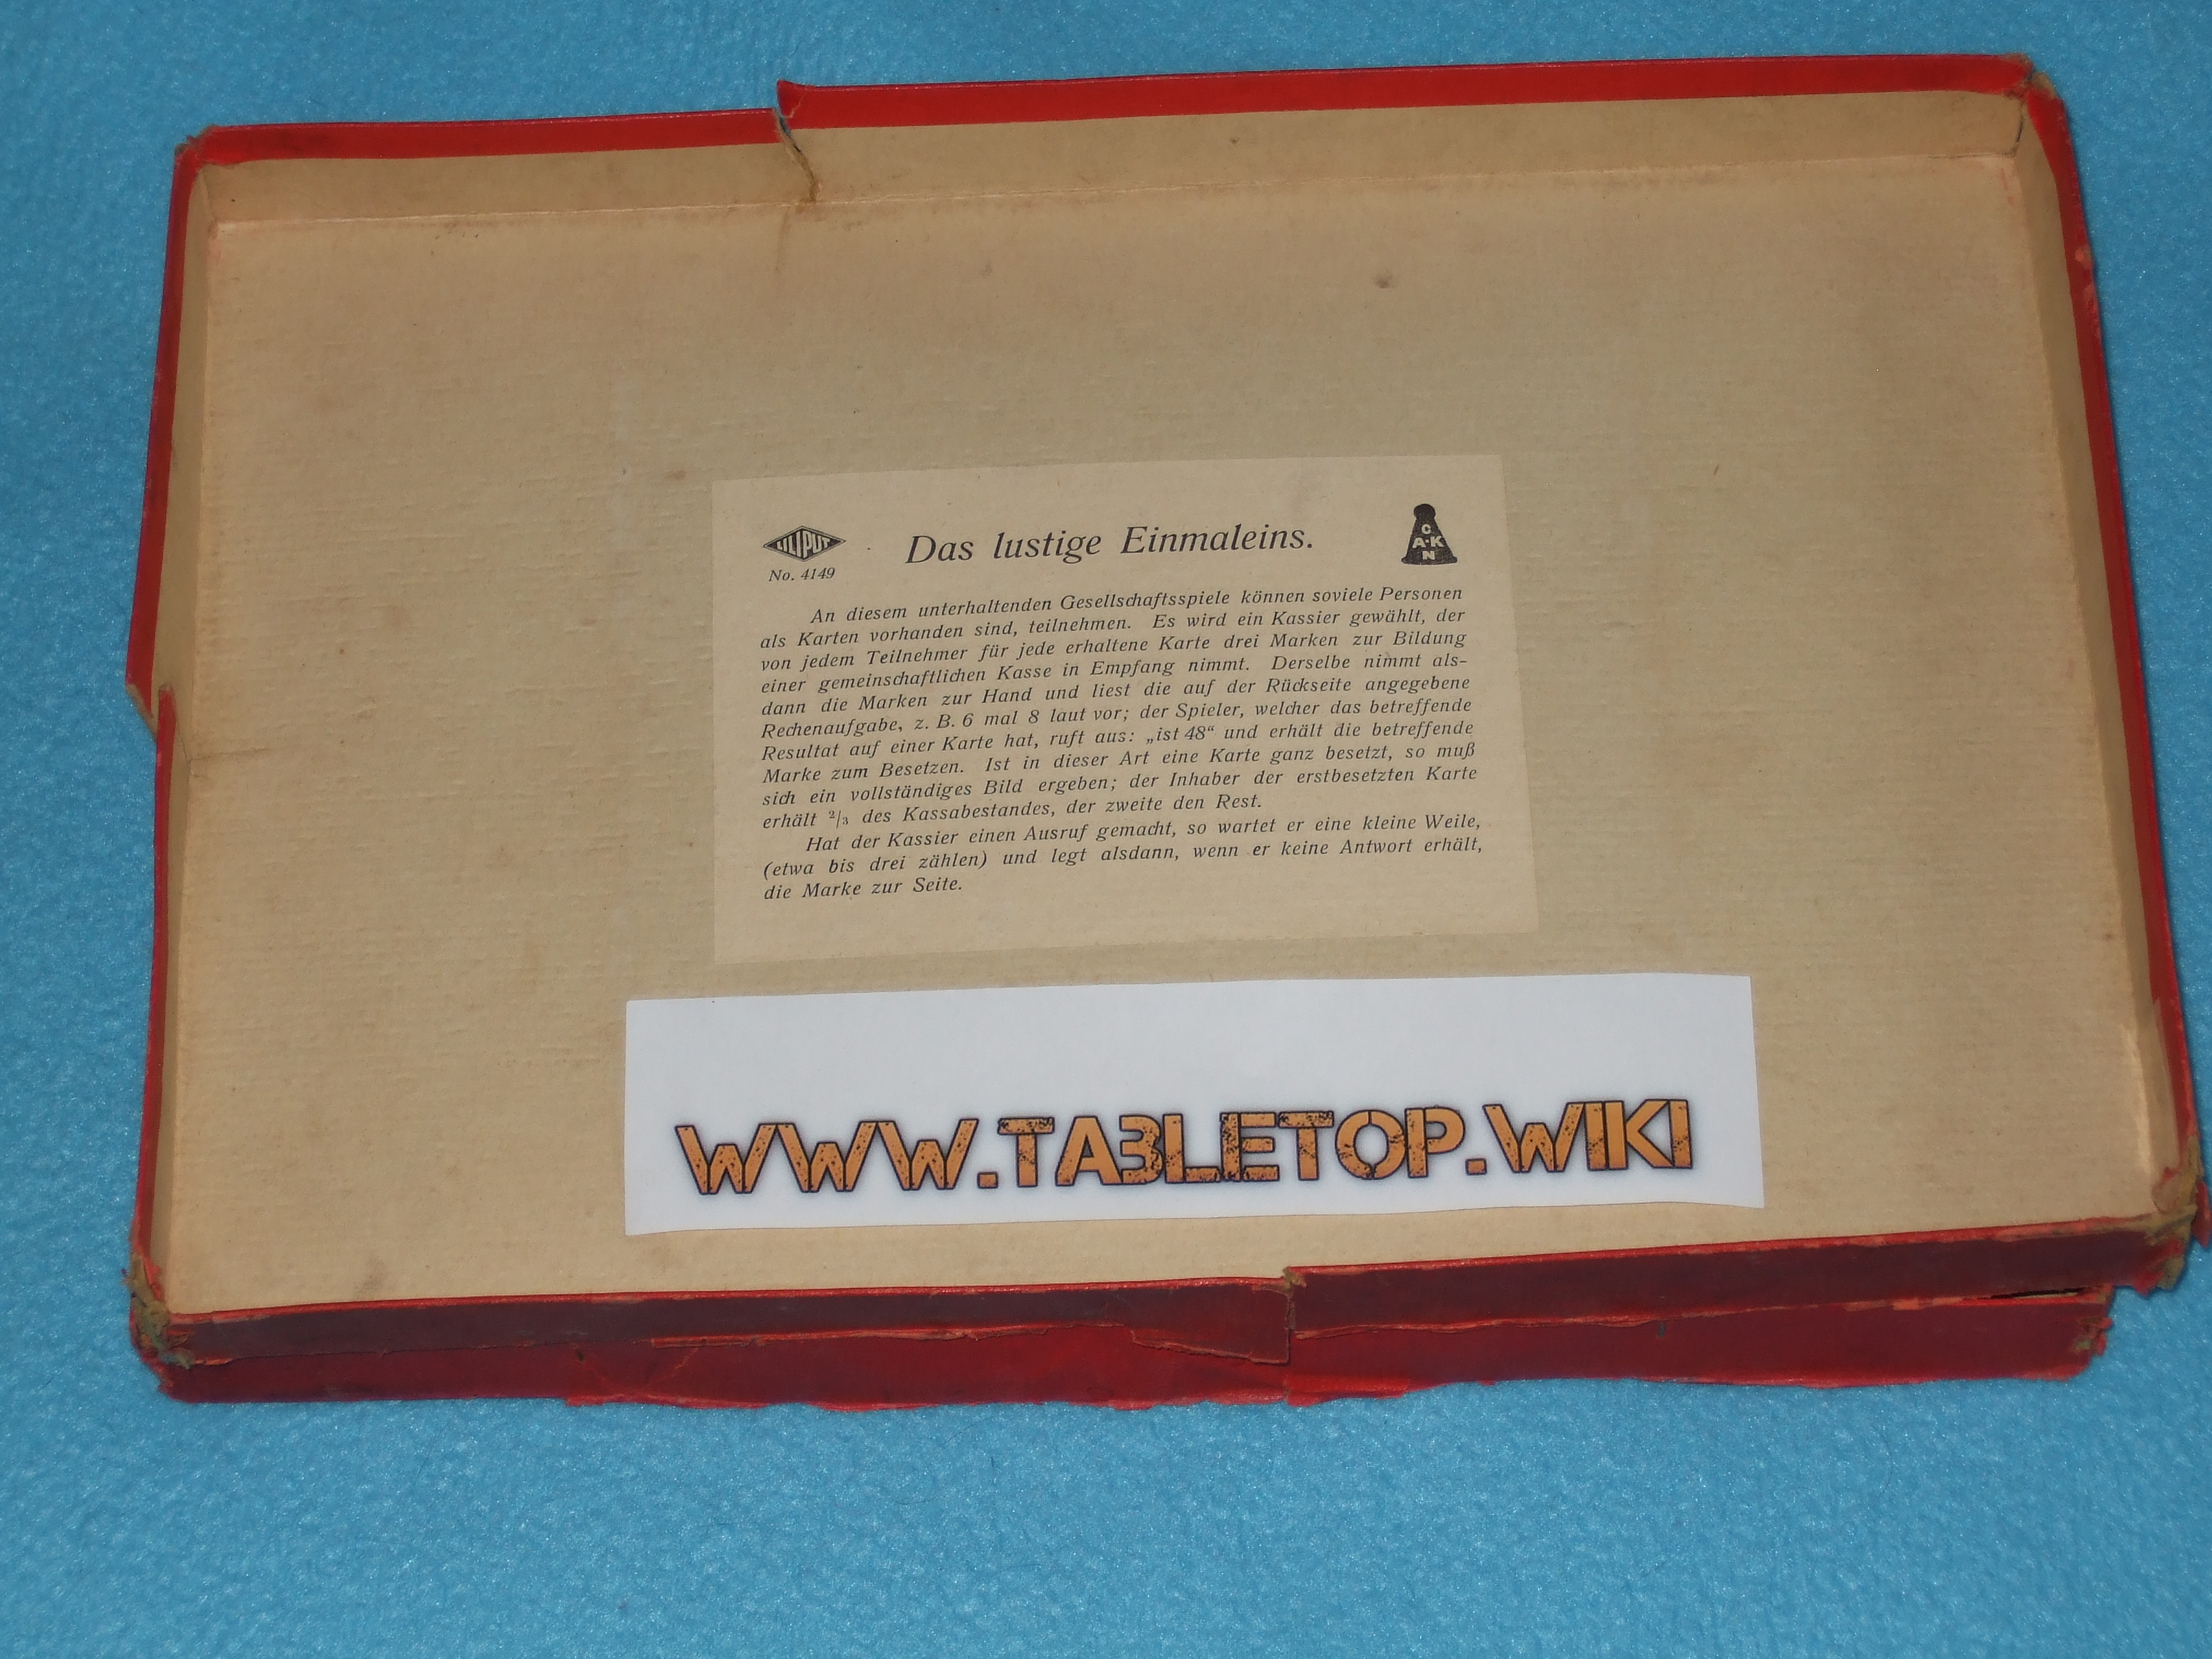 LILIPUT
No. 4149
Das lustige Einmaleins.
C
A·K
N
An diesem unterhaltenden Gesellschaftsspiele können soviele Personen
als Karten vorhanden sind, teilnehmen. Es wird ein Kassier gewählt, der
von jedem Teilnehmer für jede erhaltene Karte drei Marken zur Bildung
einer gemeinschaftlichen Kasse in Empfang nimmt. Derselbe nimmt als-
dann die Marken zur Hand und liest die auf der Rückseite angegebene
Rechenaufgabe, z. B. 6 mal 8 laut vor; der Spieler, welcher das betreffende
Resultat auf einer Karte hat, ruft aus: „ist 48“ und erhält die betreffende
Marke zum Besetzen. Ist in dieser Art eine Karte ganz besetzt, so muß
sich ein vollständiges Bild ergeben; der Inhaber der erstbesetzten Karte
erhält 2/3 des Kassabestandes, der zweite den Rest.
Hat der Kassier einen Ausruf gemacht, so wartet er eine kleine Weile,
(etwa bis drei zählen) und legt alsdann, wenn er keine Antwort erhält,
die Marke zur Seite.
WWW.TABLETOP.WIKI